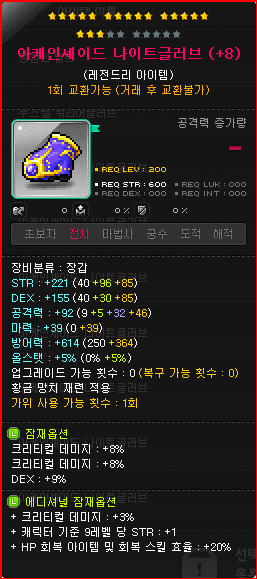 아케인셰이드 나이트글러브 (+8)
(레전드리 아이템)
1회 교환가능 (거래 후 교환불가)
공격력 증가량
REQ LEV : 200
REQ STR : 600
REQ LUK : 000
REQ DEX : 000
REQ INT : 000
0 0 % 0 %
초보자 전사 마법사 궁수 도적 해적
장비분류 : 장갑
STR : +221 (40 +96 +85)
DEX : +155 (40 +30 +85)
공격력 : +92 (9 +5 +32 +46)
마력 : +39 (0 +39)
방어력 : +614 (250 +364)
올스탯 : +5% (0% +5%)
업그레이드 가능 횟수 : 0 (복구 가능 횟수 : 0)
황금 망치 재련 적용
가위 사용 가능 횟수 : 1회
잠재옵션
크리티컬 데미지 : +8%
크리티컬 데미지 : +8%
DEX : +9%
에디셔널 잠재옵션
+ 크리티컬 데미지 : +3%
+ 캐릭터 기준 9레벨 당 STR : +1
+ HP 회복 아이템 및 회복 스킬 효율 : +20%